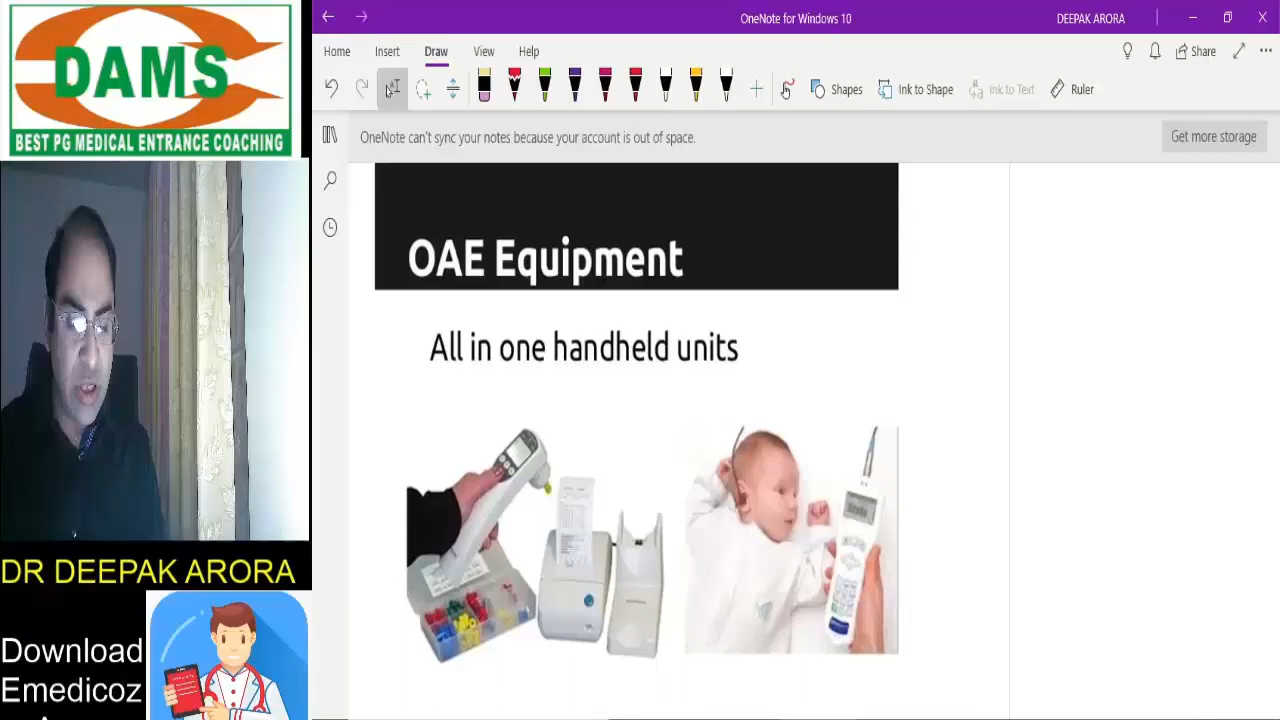 DAMS
BEST PG MEDICAL ENTRANCE COACHING
DR DEEPAK ARORA
Download
Emedicoz
OneNote for Windows 10
DEEPAK ARORA
Home
Insert
Draw
View
Help
Share
Shapes
Ink to Shape
Ink to Text
Ruler
OneNote can't sync your notes because your account is out of space.
Get more storage
OAE Equipment
All in one handheld units